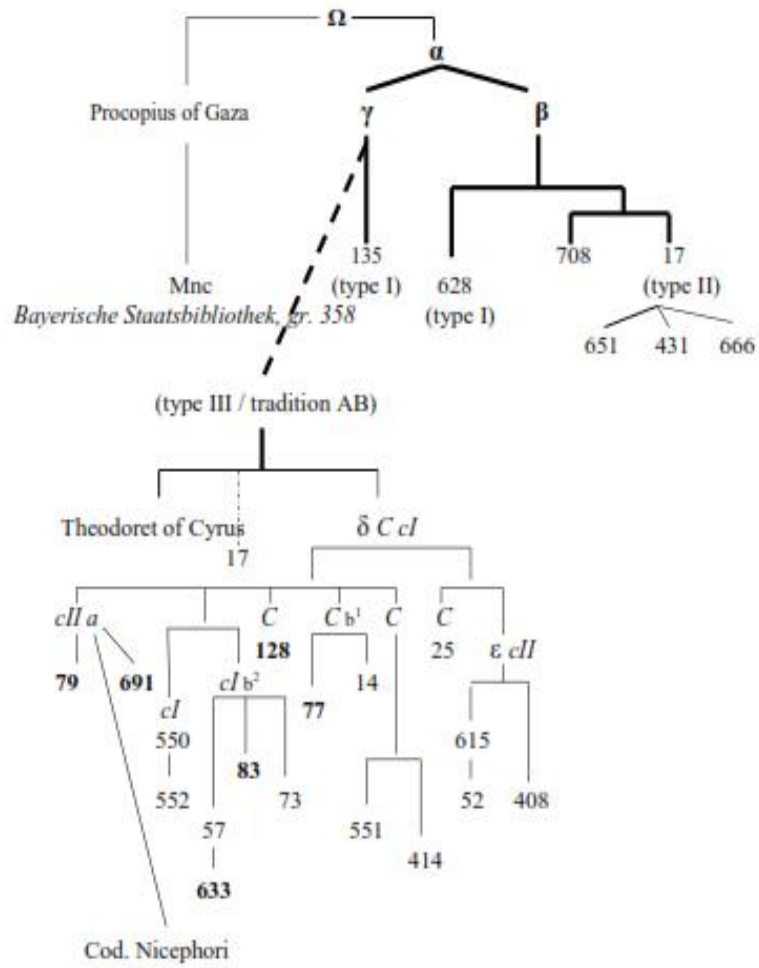 Ω
α
Procopius of Gaza γ β
135 708 17
Mnc (type I) 628 (type II)
Bayerische Staatsbibliothek, gr. 358 (type I)
651 431 666
(type III / tradition AB)
Theodoret of Cyrus δ C cI
17
cII a C C b¹ C C
128 25 ε cII
79 691 cI b² 14
cI 77
550 615
83
552 73 52 408
57 551
414
633
Cod. Nicephori